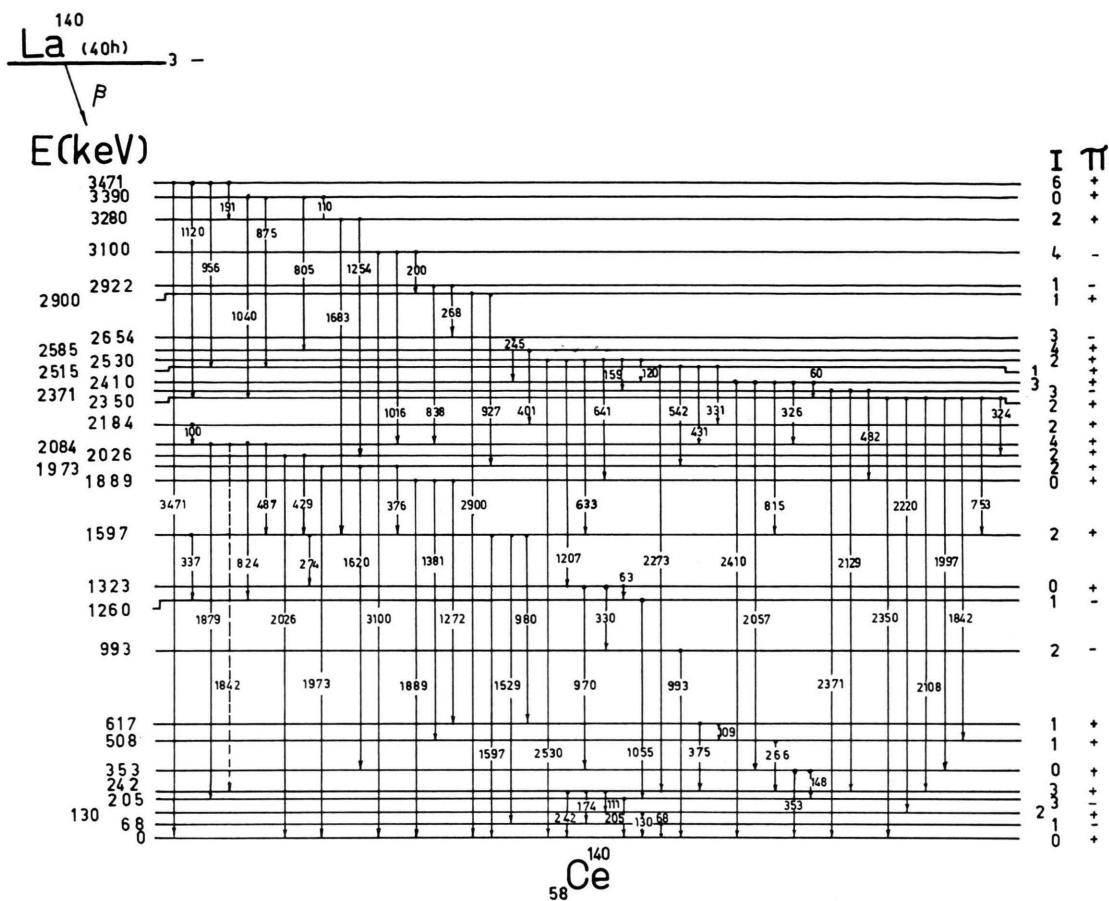 140
La (40h) 3 -
β
E(keV) I π
3471 6 +
3390 0 +
191 110
3280 2 +
1120 875
3100 4 -
956 805 1254 200
2922 1 -
2900 1 +
1040 1683 268
2654 3 -
245
2585 4 +
2530 2 +
159 120
2515 1 +
60
2410 3
2371 3 -
2350 2 +
1016 838 927 401 641 542 331 326 324
2184 2 +
100 431 482
2084 4 +
2026 2 +
1973 2 +
1889 0 +
3471 487 429 376 2900 633 815 2220 753
1597 2 +
337 824 274 1620 1381 1207 2273 2410 2129 1997
63
1323 0 +
1260 1 -
1879 2026 3100 1272 980 330 2057 2350 1842
993 2 -
1842 1973 1889 1529 970 993 2371 2108
617 1 +
109
508 1 +
1597 2530 1055 375 266
353 0 +
148
242 3 +
174 111 353
205 3 -
130 2 +
242 205 130 68
68 1 -
0 0 +
140
58 Ce